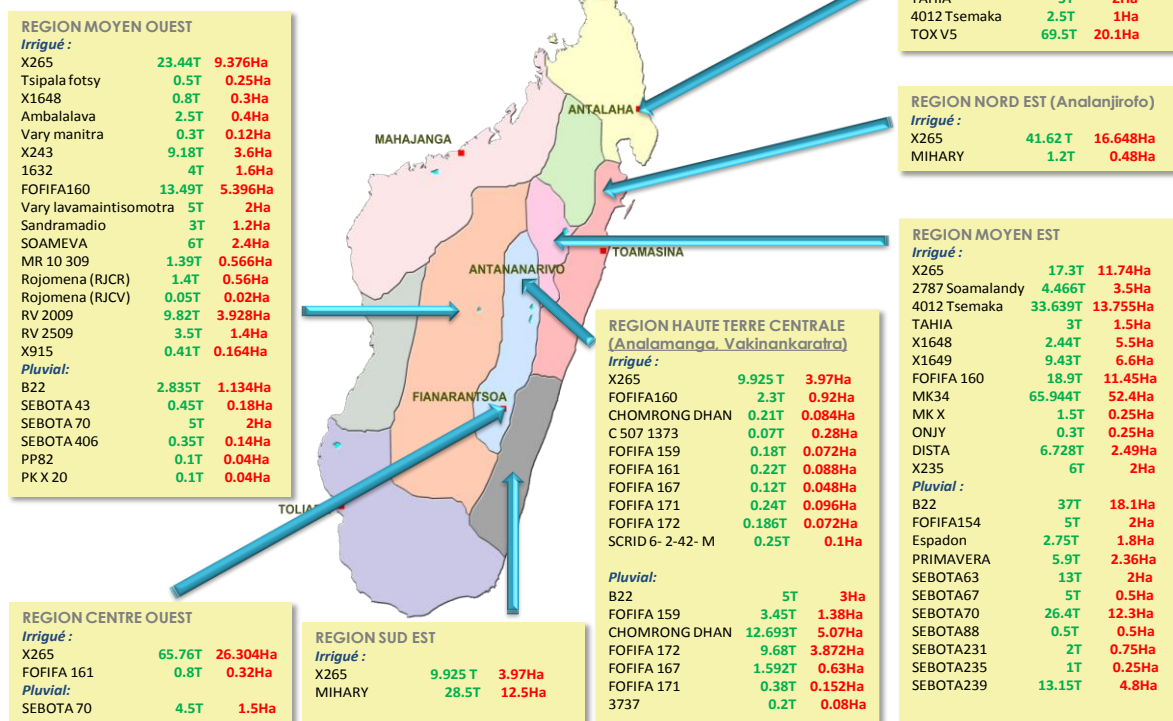 REGION MOYEN OUEST
Irrigué :
X265 23.44T 9.376Ha
Tsipala fotsy 0.5T 0.25Ha
X1648 0.8T 0.3Ha
Ambalalava 2.5T 0.4Ha
Vary manitra 0.3T 0.12Ha
X243 9.18T 3.6Ha
1632 4T 1.6Ha
FOFIFA160 13.49T 5.396Ha
Vary lavamaintisomotra 5T 2Ha
Sandramadio 3T 1.2Ha
SOAMEVA 6T 2.4Ha
MR 10 309 1.39T 0.566Ha
Rojomena (RJCR) 1.4T 0.56Ha
Rojomena (RJCV) 0.05T 0.02Ha
RV 2009 9.82T 3.928Ha
RV 2509 3.5T 1.4Ha
X915 0.41T 0.164Ha
Pluvial:
B22 2.835T 1.134Ha
SEBOTA 43 0.45T 0.18Ha
SEBOTA 70 5T 2Ha
SEBOTA 406 0.35T 0.14Ha
PP82 0.1T 0.04Ha
PK X 20 0.1T 0.04Ha
ANTALAHA
MAHAJANGA
TOAMASINA
ANTANANARIVO
FIANARANTSOA
4012 Tsemaka 2.5T 1Ha
TOX V5 69.5T 20.1Ha
REGION NORD EST (Analanjirofo)
Irrigué :
X265 41.62 T 16.648Ha
MIHARY 1.2T 0.48Ha
REGION MOYEN EST
Irrigué :
X265 17.3T 11.74Ha
2787 Soamalandy 4.466T 3.5Ha
4012 Tsemaka 33.639T 13.755Ha
TAHIA 3T 1.5Ha
X1648 2.44T 5.5Ha
X1649 9.43T 6.6Ha
FOFIFA 160 18.9T 11.45Ha
MK34 65.944T 52.4Ha
MK X 1.5T 0.25Ha
ONJY 0.3T 0.25Ha
DISTA 6.728T 2.49Ha
X235 6T 2Ha
Pluvial :
B22 37T 18.1Ha
FOFIFA154 5T 2Ha
Espadon 2.75T 1.8Ha
PRIMAVERA 5.9T 2.36Ha
SEBOTA63 13T 2Ha
SEBOTA67 5T 0.5Ha
SEBOTA70 26.4T 12.3Ha
SEBOTA88 0.5T 0.5Ha
SEBOTA231 2T 0.75Ha
SEBOTA235 1T 0.25Ha
SEBOTA239 13.15T 4.8Ha
REGION HAUTE TERRE CENTRALE
(Analamanga, Vakinankaratra)
Irrigué :
X265 9.925 T 3.97Ha
FOFIFA160 2.3T 0.92Ha
CHOMRONG DHAN 0.21T 0.084Ha
C 507 1373 0.07T 0.28Ha
FOFIFA 159 0.18T 0.072Ha
FOFIFA 161 0.22T 0.088Ha
FOFIFA 167 0.12T 0.048Ha
FOFIFA 171 0.24T 0.096Ha
FOFIFA 172 0.186T 0.072Ha
SCRID 6- 2-42- M 0.25T 0.1Ha
Pluvial:
B22 5T 3Ha
FOFIFA 159 3.45T 1.38Ha
CHOMRONG DHAN 12.693T 5.07Ha
FOFIFA 172 9.68T 3.872Ha
FOFIFA 167 1.592T 0.63Ha
FOFIFA 171 0.38T 0.152Ha
3737 0.2T 0.08Ha
REGION CENTRE OUEST
Irrigué :
X265 65.76T 26.304Ha
FOFIFA 161 0.8T 0.32Ha
Pluvial:
SEBOTA 70 4.5T 1.5Ha
REGION SUD EST
Irrigué :
X265 9.925 T 3.97Ha
MIHARY 28.5T 12.5Ha